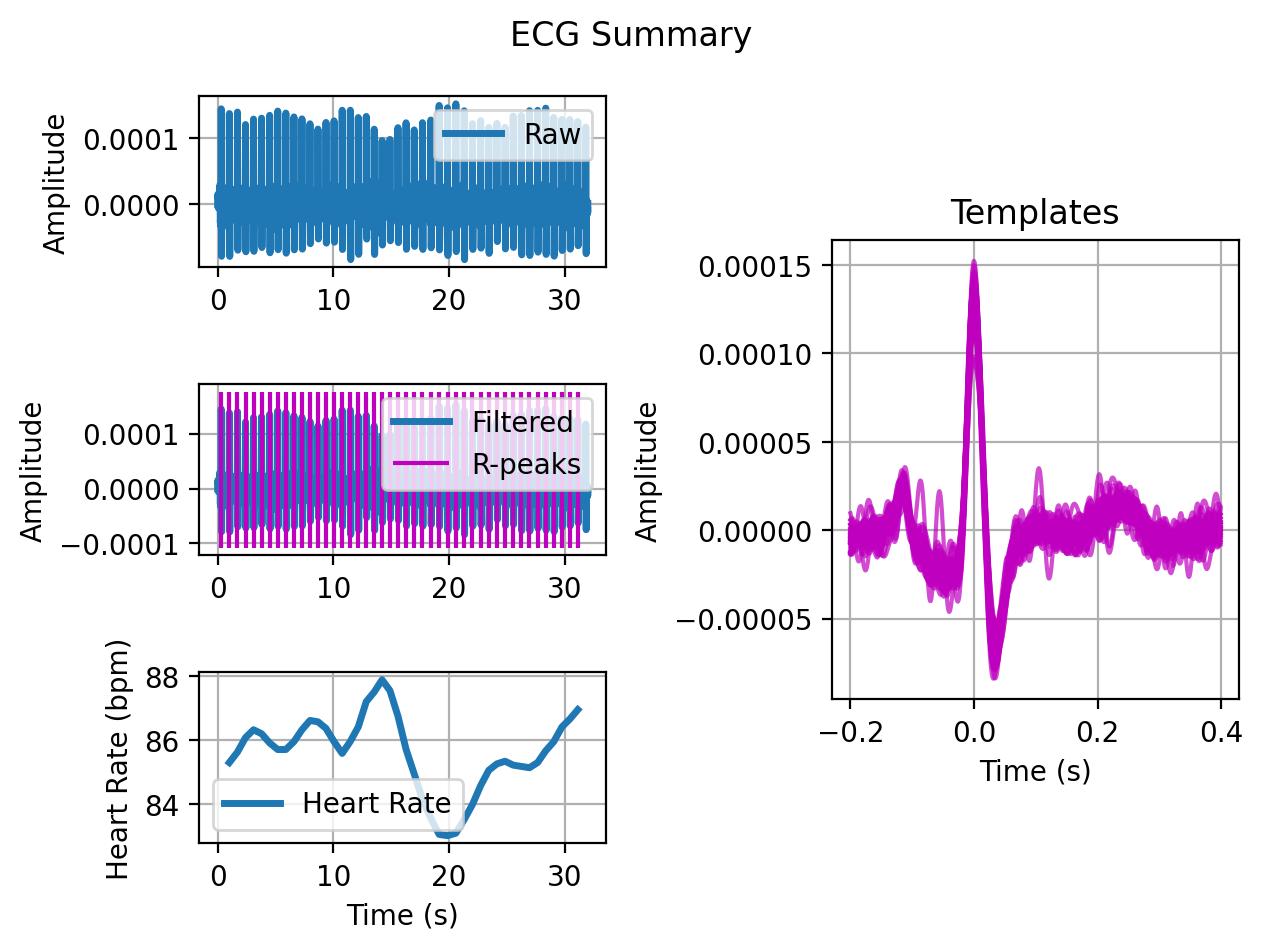 ECG Summary
Amplitude
0.0001
0.0000
Raw
0 10 20 30
Amplitude
0.0001
0.0000
−0.0001
Filtered
R-peaks
0 10 20 30
Heart Rate (bpm)
88
86
84
Heart Rate
0 10 20 30
Time (s)
Templates
Amplitude
0.00015
0.00010
0.00005
0.00000
−0.00005
−0.2 0.0 0.2 0.4
Time (s)